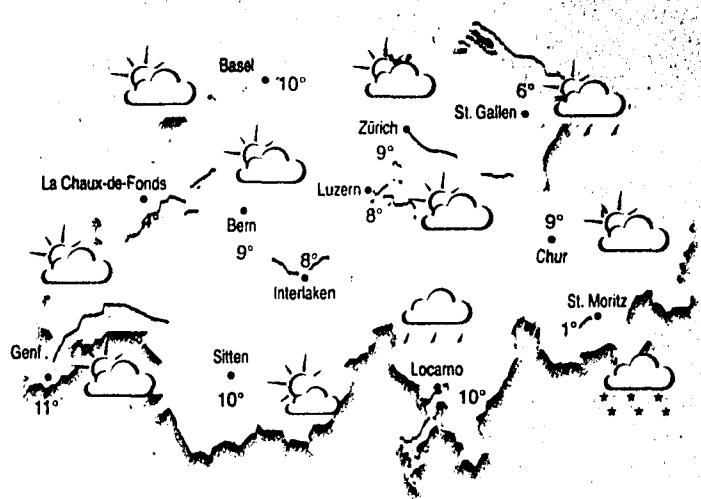 Basel
10°
6°
St. Gallen
Zürich
9°
La Chaux-de-Fonds
4°
Luzern
8°
Bern
9°
9°
Chur
8°
Interlaken
St. Moritz
1°
Genf
11°
Sitten
10°
Locarno
10°